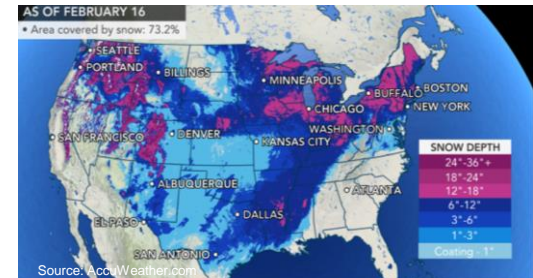 AS OF FEBRUARY 16
• Area covered by snow: 73.2%
SEATTLE
PORTLAND
BILLINGS
MINNEAPOLIS
BUFFALO
BOSTON
NEW YORK
CHICAGO
SAN FRANCISCO
DENVER
KANSAS CITY
WASHINGTON
SNOW DEPTH
24"-36"+
18"-24"
12"-18"
6"-12"
3"-6"
1"-3"
Coating - 1"
ALBUQUERQUE
ATLANTA
EL PASO
DALLAS
SAN ANTONIO
Source: AccuWeather.com